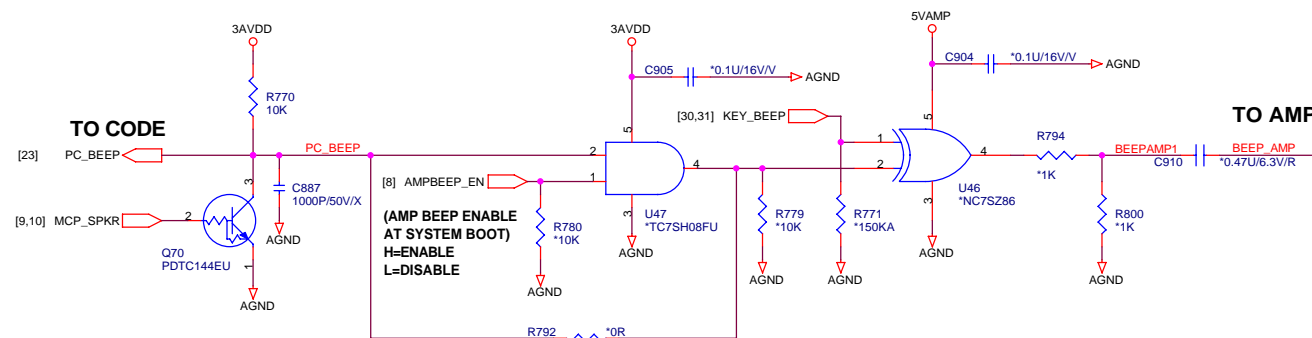 3AVDD
3AVDD
5VAMP
C905
*0.1U/16V/V
AGND
C904
*0.1U/16V/V
AGND
R770
10K
TO CODE
[30,31] KEY_BEEP
TO AMP
5
5
[23] PC_BEEP
PC_BEEP
2
4
1
2
4
R794
*1K
BEEPAMP1
C910
BEEP_AMP
*0.47U/6.3V/R
3
C887
1000P/50V/X
[8] AMPBEEP_EN
1
U47
*TC7SH08FU
3
U46
*NC7SZ86
3
[9,10] MCP_SPKR
2
AGND
(AMP BEEP ENABLE
AT SYSTEM BOOT)
H=ENABLE
L=DISABLE
R780
*10K
R779
*10K
R771
*150KA
R800
*1K
Q70
PDTC144EU
1
AGND
AGND
AGND
AGND
AGND
AGND
AGND
R792
*0R